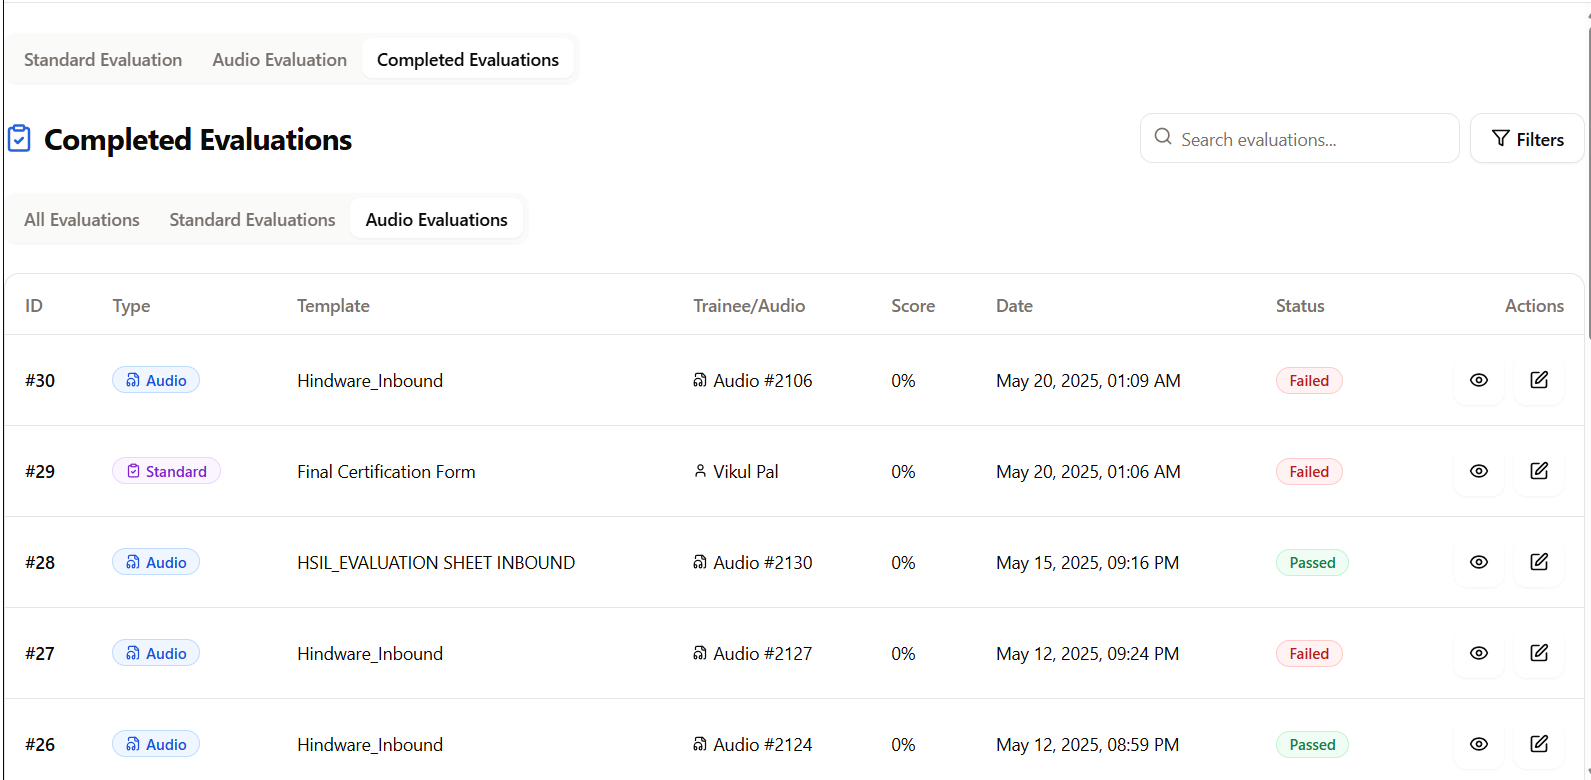 Standard Evaluation Audio Evaluation Completed Evaluations
Completed Evaluations Search evaluations... Filters
All Evaluations Standard Evaluations Audio Evaluations
ID Type Template Trainee/Audio Score Date Status Actions
#30 Audio Hindware_Inbound Audio #2106 0% May 20, 2025, 01:09 AM Failed
#29 Standard Final Certification Form Vikul Pal 0% May 20, 2025, 01:06 AM Failed
#28 Audio HSIL_EVALUATION SHEET INBOUND Audio #2130 0% May 15, 2025, 09:16 PM Passed
#27 Audio Hindware_Inbound Audio #2127 0% May 12, 2025, 09:24 PM Failed
#26 Audio Hindware_Inbound Audio #2124 0% May 12, 2025, 08:59 PM Passed